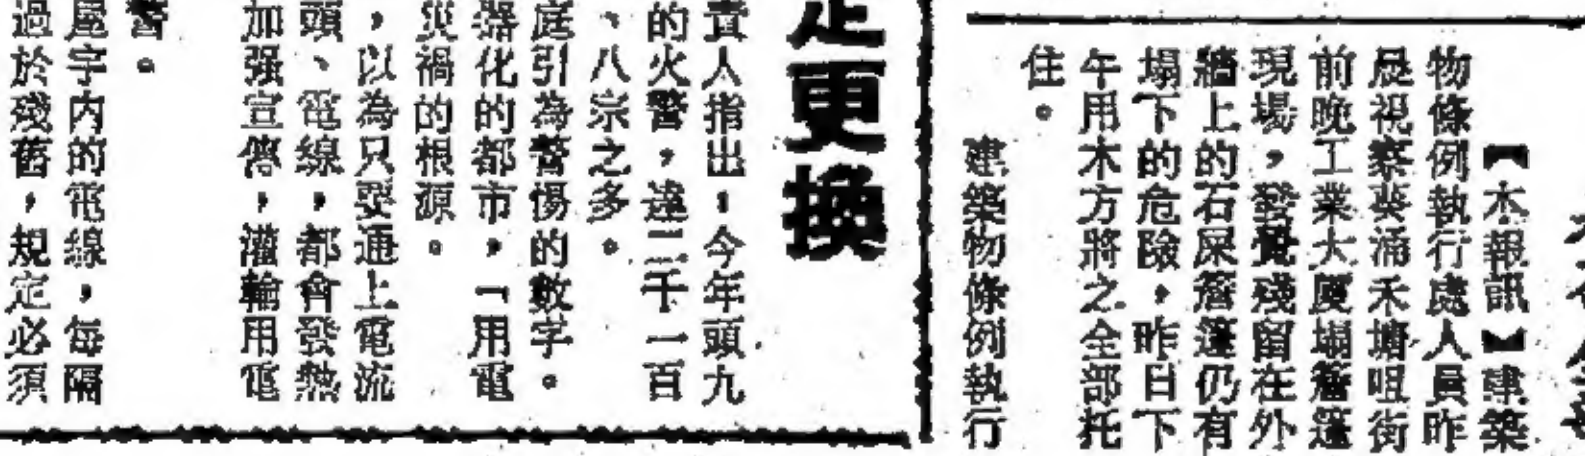 【本報訊】建築
物條例執行處人員昨
晨視察葵涌禾塘咀街
前晚工業大廈塌簷篷
現場，發覺殘留在外
牆上的石屎簷篷仍有
塌下的危險，昨日下
午用木方將之全部托
住。
建築物條例執行
更換
責人指出，今年頭九
的火警，達二千一百
、八宗之多。
庭引為警惕的數字。
器化的都市，「用電
災禍的根源。
，以為只要通上電流
頭、電線，都會發熱
加强宣傳，灌輸用電
警。
屋宇内的電線，每隔
過於殘舊，規定必須